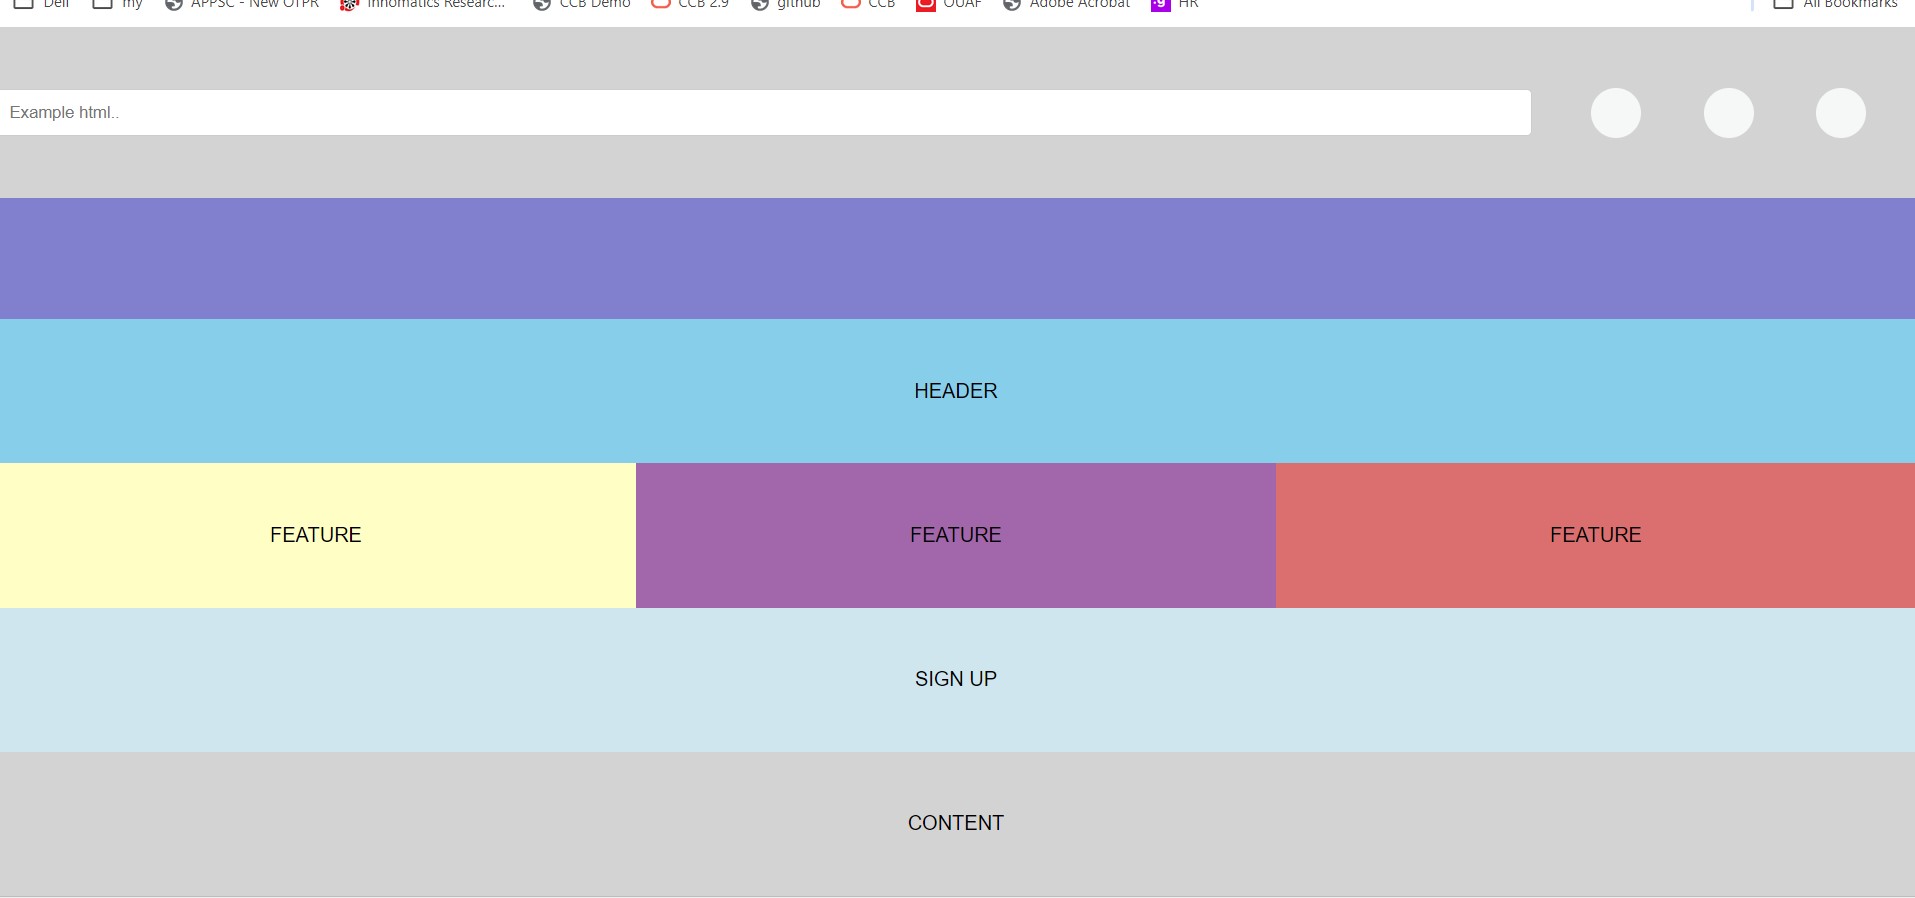 Dell my APPSC - New OTPR Innomatics Researc... CCB Demo CCB 2.9 github CCB OUAF Adobe Acrobat HR All Bookmarks
Example html..
HEADER
FEATURE FEATURE FEATURE
SIGN UP
CONTENT